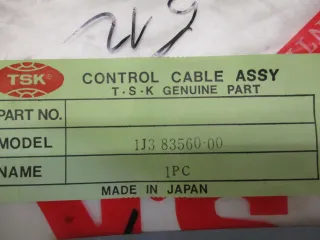 TSK
CONTROL CABLE ASSY
T·S·K GENUINE PART
PART NO.
MODEL 1J3 83560-00
NAME 1PC
MADE IN JAPAN